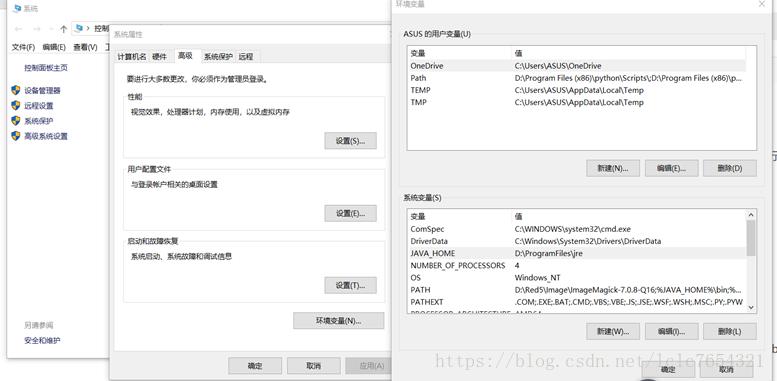 系统
控制
文件(F) 编辑(E) 查看(V)
控制面板主页
设备管理器
远程设置
系统保护
高级系统设置
另请参阅
安全和维护
系统属性
计算机名 硬件 高级 系统保护 远程
要进行大多数更改，你必须作为管理员登录。
性能
视觉效果，处理器计划，内存使用，以及虚拟内存
设置(S)...
用户配置文件
与登录帐户相关的桌面设置
设置(E)...
启动和故障恢复
系统启动、系统故障和调试信息
设置(T)...
环境变量(N)...
确定 取消 应用(A)
环境变量
ASUS 的用户变量(U)
变量 值
OneDrive C:\Users\ASUS\OneDrive
Path D:\Program Files (x86)\python\Scripts\;D:\Program Files (x86)\p...
TEMP C:\Users\ASUS\AppData\Local\Temp
TMP C:\Users\ASUS\AppData\Local\Temp
新建(N)... 编辑(E)... 删除(D)
系统变量(S)
变量 值
ComSpec C:\WINDOWS\system32\cmd.exe
DriverData C:\Windows\System32\Drivers\DriverData
JAVA_HOME D:\ProgramFiles\jre
NUMBER_OF_PROCESSORS 4
OS Windows_NT
PATH D:\Red5\Image\ImageMagick-7.0.8-Q16;%JAVA_HOME%\bin;%...
PATHEXT .COM;.EXE;.BAT;.CMD;.VBS;.VBE;.JS;.JSE;.WSF;.WSH;.MSC;.PY;.PYW
PROCESSOR_ARCHITECTURE AMD64
新建(W)... 编辑(I)... 删除(L)
https://blog.csdn.net/lclc7654321
确定 取消